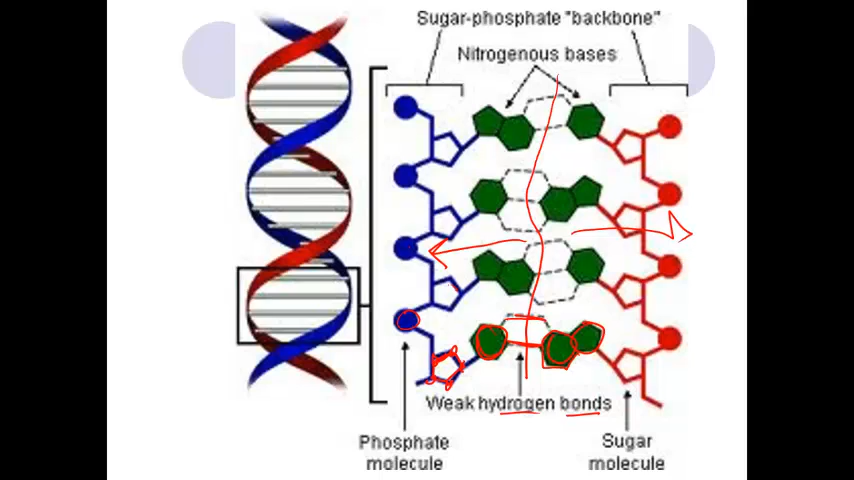 Sugar-phosphate "backbone"
Nitrogenous bases
Weak hydrogen bonds
Phosphate
molecule
Sugar
molecule